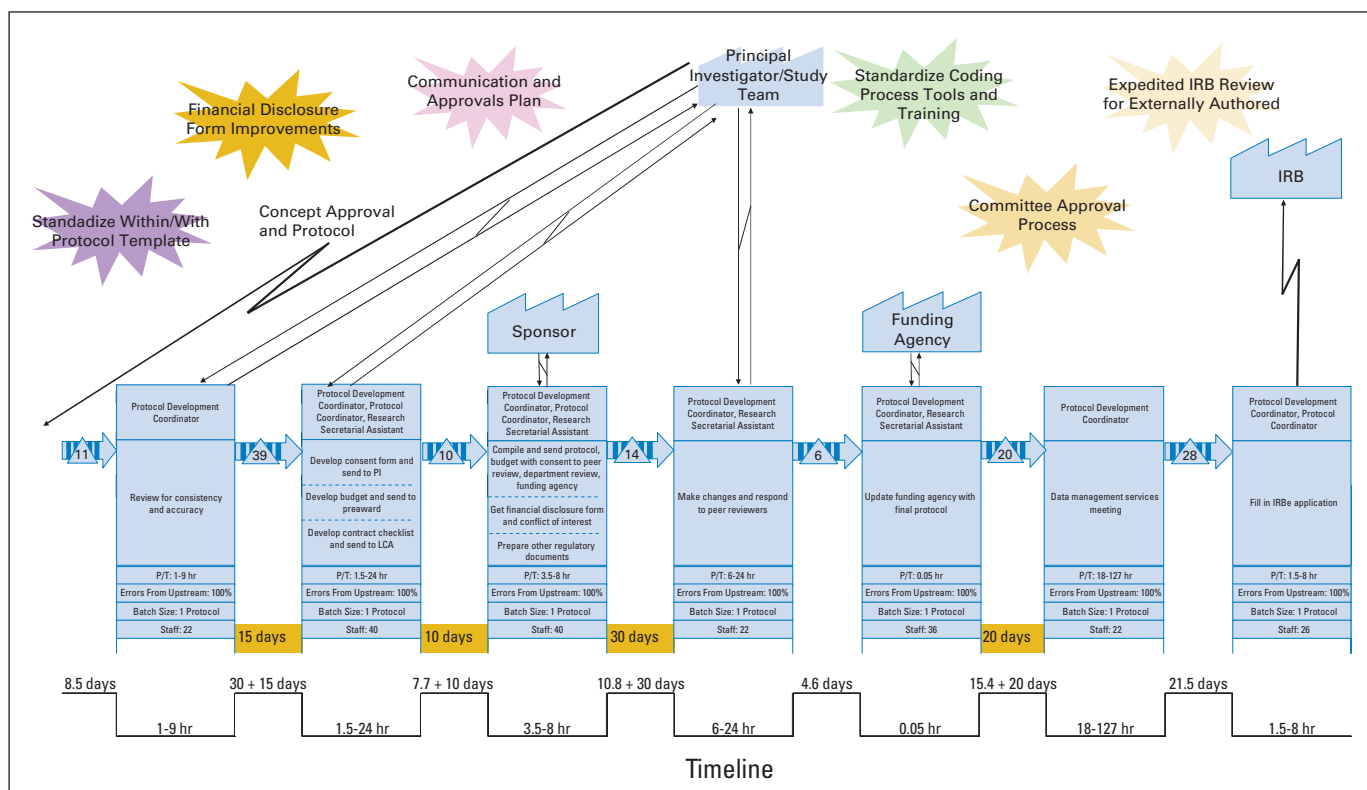 Principal
Investigator/Study
Team
Communication and
Approvals Plan
Standardize Coding
Process Tools and
Training
Expedited IRB Review
for Externally Authored
Financial Disclosure
Form Improvements
IRB
Standadize Within/With
Protocol Template
Concept Approval
and Protocol
Committee Approval
Process
Sponsor
Funding
Agency
11
Protocol Development
Coordinator
Review for consistency
and accuracy
P/T: 1-9 hr
Errors From Upstream: 100%
Batch Size: 1 Protocol
Staff: 22
39
15 days
Protocol Development
Coordinator, Protocol
Coordinator, Research
Secretarial Assistant
Develop consent form and
send to PI
Develop budget and send to
preaward
Develop contract checklist
and send to LCA
P/T: 1.5-24 hr
Errors From Upstream: 100%
Batch Size: 1 Protocol
Staff: 40
10
10 days
Protocol Development
Coordinator, Protocol
Coordinator, Research
Secretarial Assistant
Compile and send protocol,
budget with consent to peer
review, department review,
funding agency
Get financial disclosure form
and conflict of interest
Prepare other regulatory
documents
P/T: 3.5-8 hr
Errors From Upstream: 100%
Batch Size: 1 Protocol
Staff: 40
14
30 days
Protocol Development
Coordinator, Research
Secretarial Assistant
Make changes and respond
to peer reviewers
P/T: 6-24 hr
Errors From Upstream: 100%
Batch Size: 1 Protocol
Staff: 22
6
Protocol Development
Coordinator, Research
Secretarial Assistant
Update funding agency with
final protocol
P/T: 0.05 hr
Errors From Upstream: 100%
Batch Size: 1 Protocol
Staff: 36
20
20 days
Protocol Development
Coordinator
Data management services
meeting
P/T: 18-127 hr
Errors From Upstream: 100%
Batch Size: 1 Protocol
Staff: 22
28
Protocol Development
Coordinator, Protocol
Coordinator
Fill in IRBe application
P/T: 1.5-8 hr
Errors From Upstream: 100%
Batch Size: 1 Protocol
Staff: 26
8.5 days
30 + 15 days
7.7 + 10 days
10.8 + 30 days
4.6 days
15.4 + 20 days
21.5 days
1-9 hr
1.5-24 hr
3.5-8 hr
6-24 hr
0.05 hr
18-127 hr
1.5-8 hr
Timeline